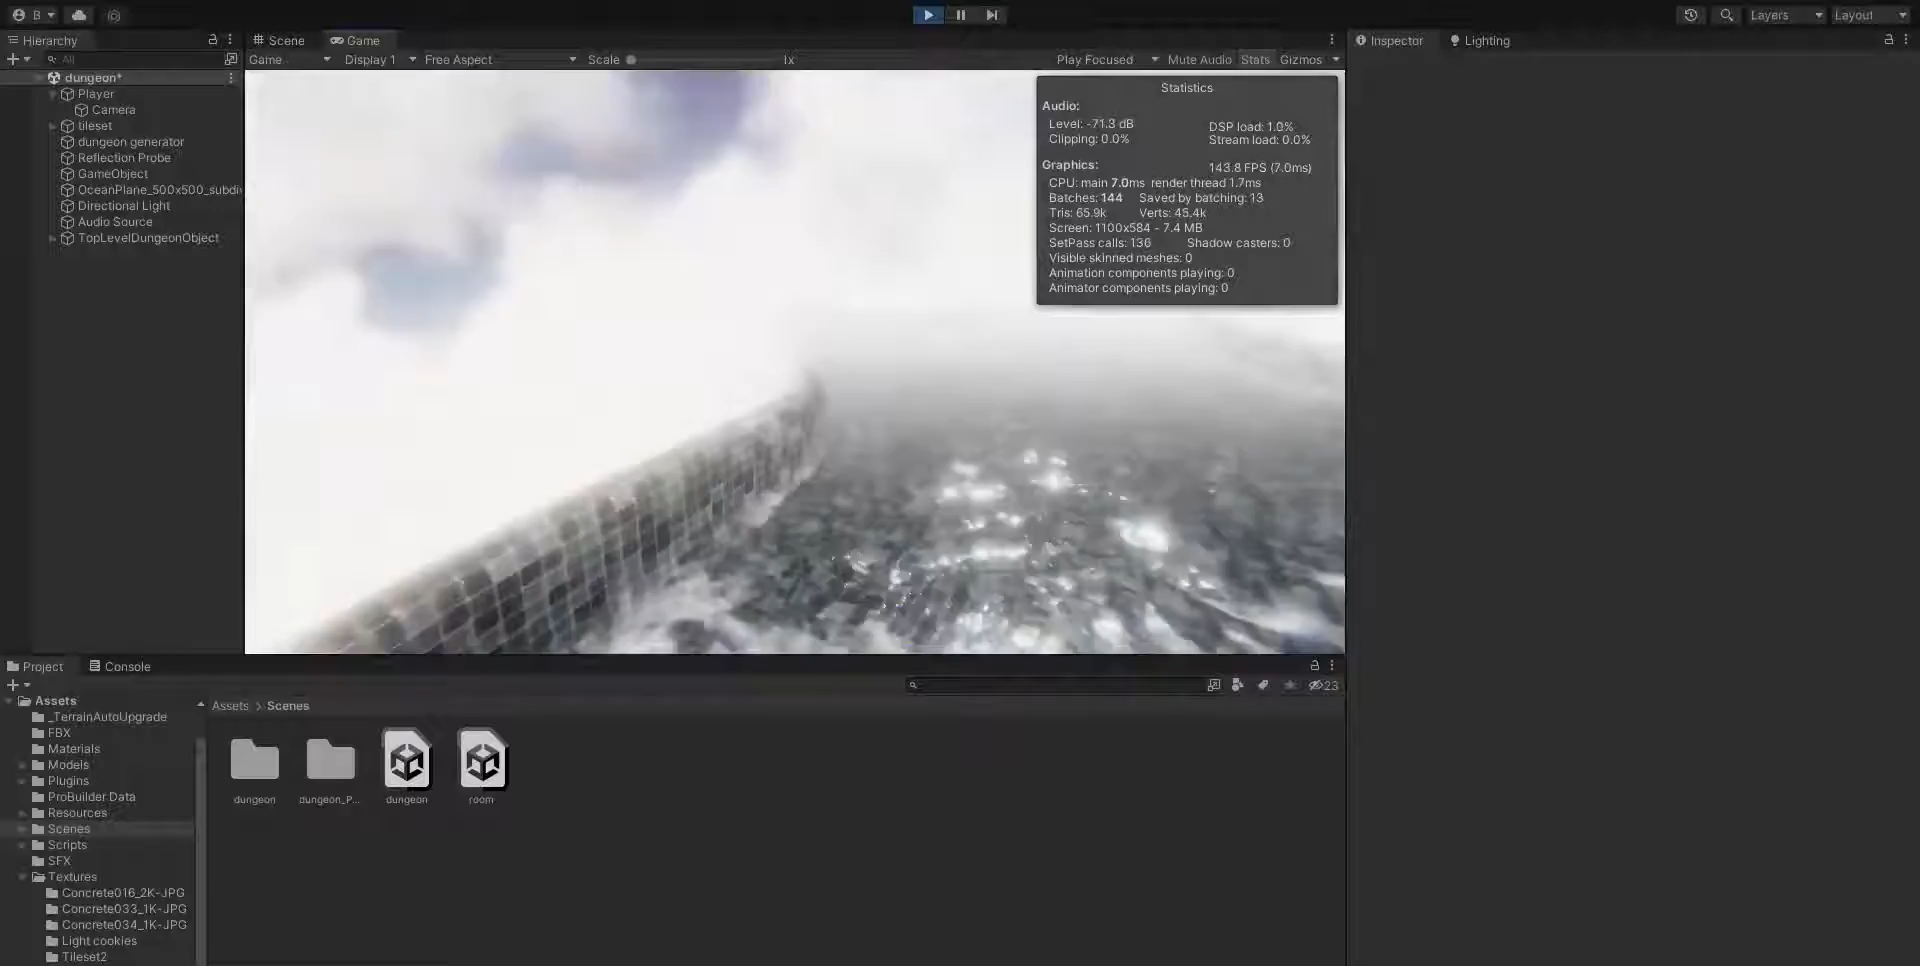 B
Layers
Layout
Hierarchy
Scene
Game
Inspector
Lighting
All
Game
Display 1
Free Aspect
Scale
1x
Play Focused
Mute Audio
Stats
Gizmos
dungeon*
Player
Camera
tileset
dungeon generator
Reflection Probe
GameObject
OceanPlane_500x500_subdi
Directional Light
Audio Source
TopLevelDungeonObject
Statistics
Audio:
Level: -71.3 dB
DSP load: 1.0%
Clipping: 0.0%
Stream load: 0.0%
Graphics:
143.8 FPS (7.0ms)
CPU: main 7.0ms render thread 1.7ms
Batches: 144 Saved by batching: 13
Tris: 65.9k Verts: 45.4k
Screen: 1100x584 - 7.4 MB
SetPass calls: 136 Shadow casters: 0
Visible skinned meshes: 0
Animation components playing: 0
Animator components playing: 0
Project
Console
23
Assets
_TerrainAutoUpgrade
FBX
Materials
Models
Plugins
ProBuilder Data
Resources
Scenes
Scripts
SFX
Textures
Concrete016_2K-JPG
Concrete033_1K-JPG
Concrete034_1K-JPG
Light cookies
Tileset2
Assets > Scenes
dungeon
dungeon_P...
dungeon
room